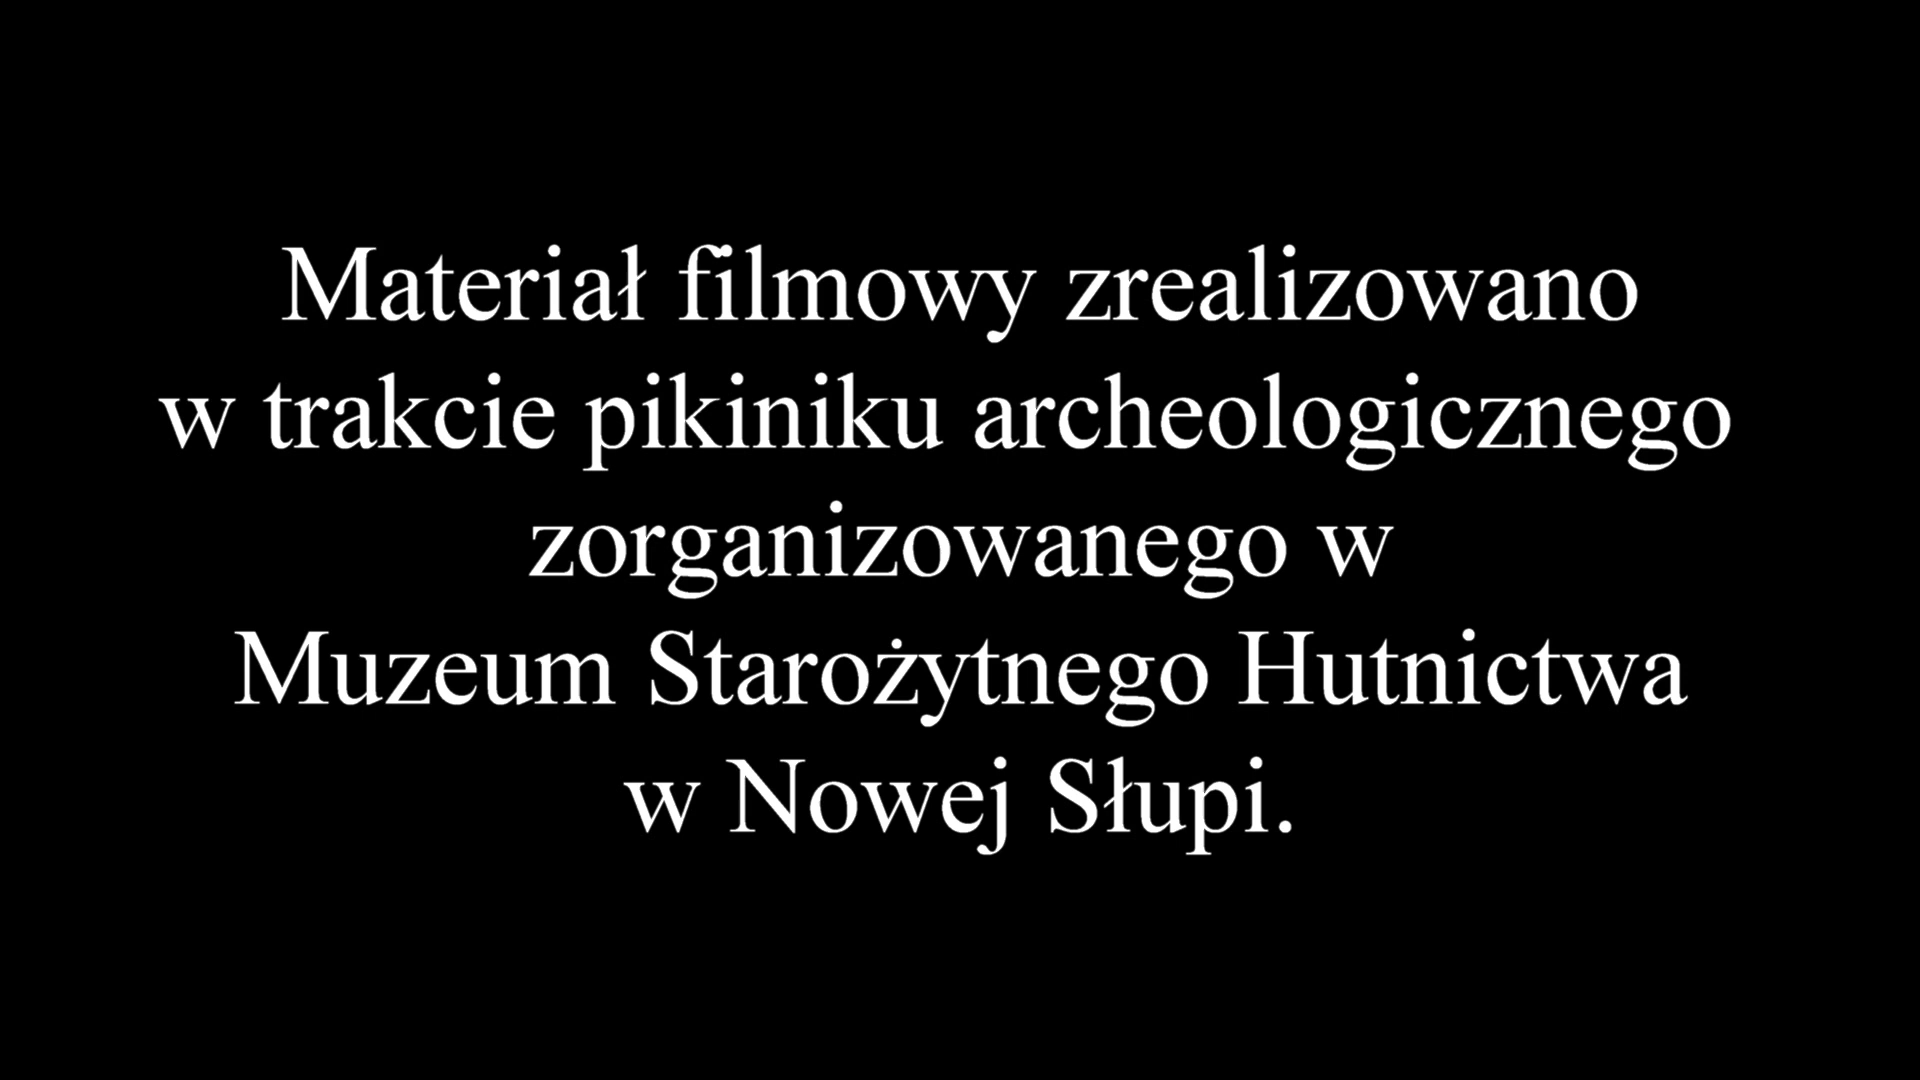 Materiał filmowy zrealizowano
w trakcie pikiniku archeologicznego
zorganizowanego w
Muzeum Starożytnego Hutnictwa
w Nowej Słupi.